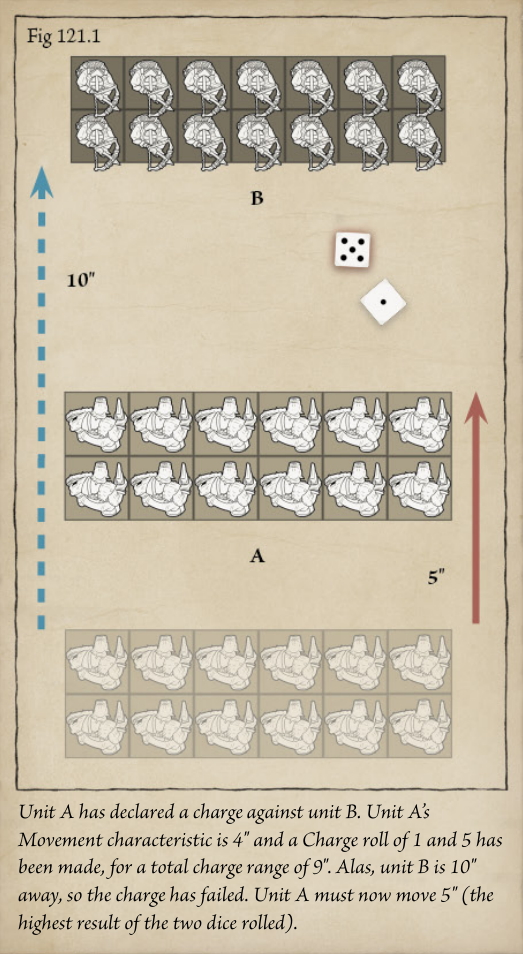 Fig 121.1
B
10"
A
5"
Unit A has declared a charge against unit B. Unit A's
Movement characteristic is 4" and a Charge roll of 1 and 5 has
been made, for a total charge range of 9". Alas, unit B is 10"
away, so the charge has failed. Unit A must now move 5" (the
highest result of the two dice rolled).